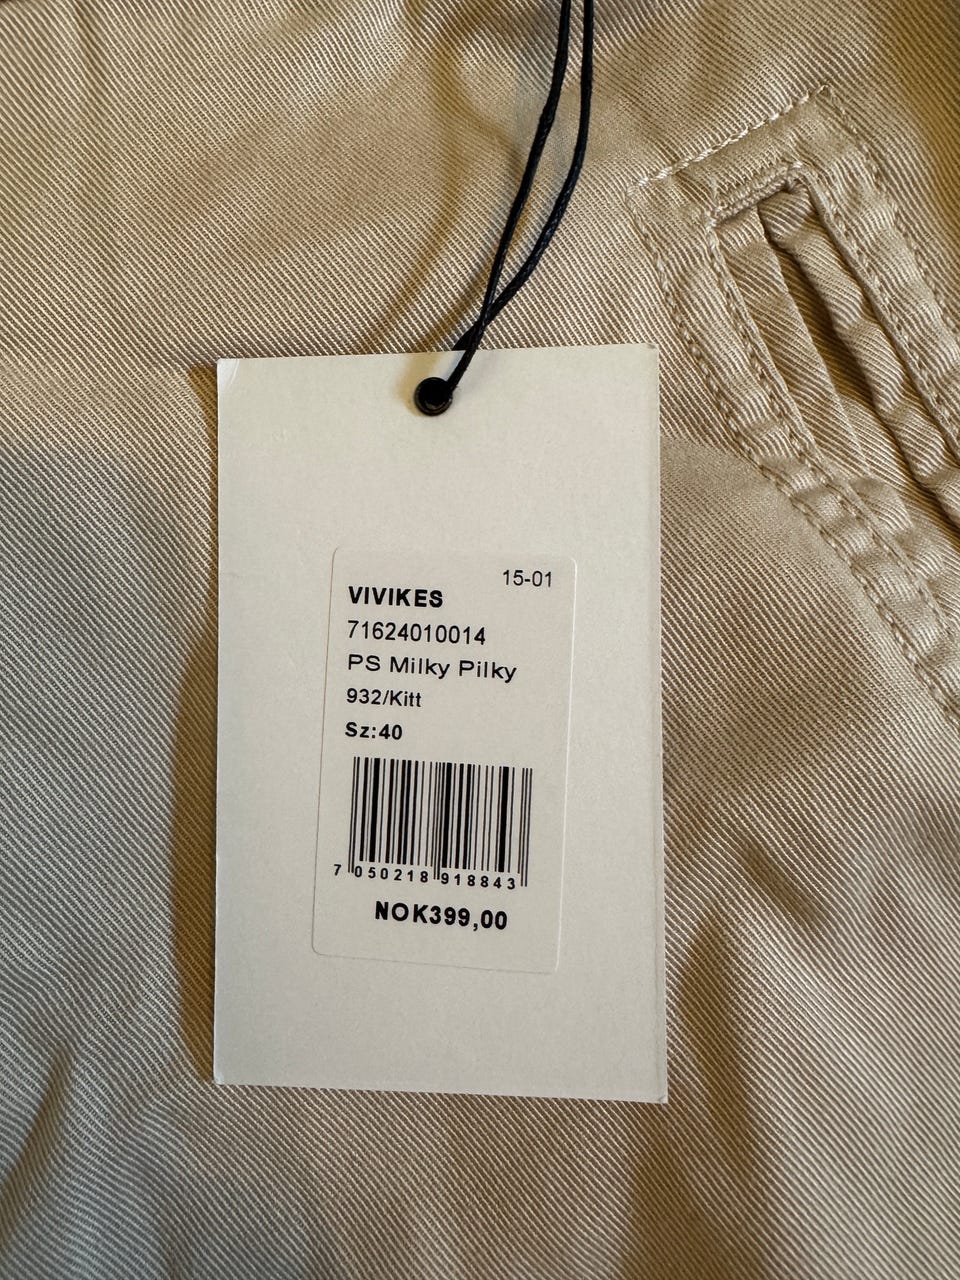 15-01
VIVIKES
71624010014
PS Milky Pilky
932/Kitt
Sz:40
7 050218 918843
NOK399,00